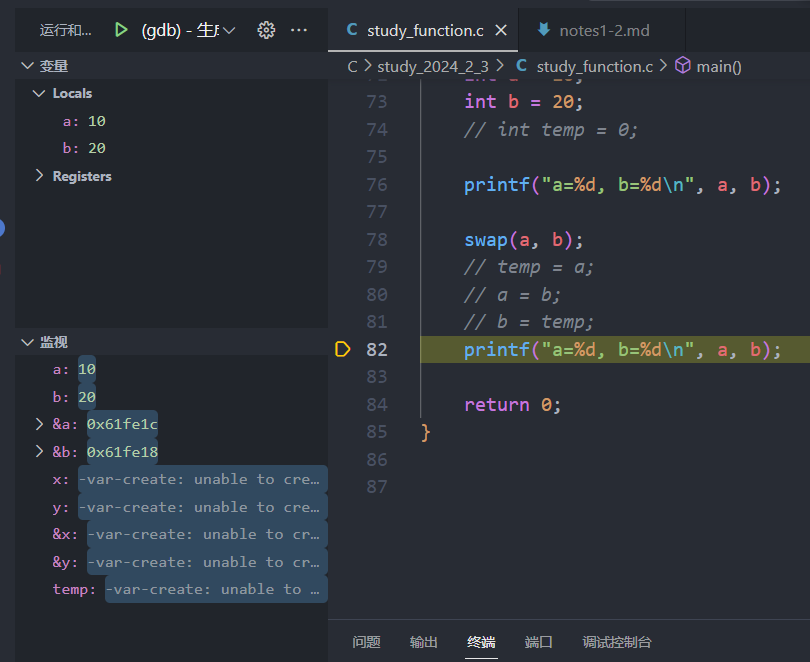 运行和... (gdb) - 生 study_function.c notes1-2.md
变量 C > study_2024_2_3 > C study_function.c > main()
Locals
a: 10
b: 20
Registers
73 int b = 20;
74 // int temp = 0;
75
76 printf("a=%d, b=%d\n", a, b);
77
78 swap(a, b);
79 // temp = a;
80 // a = b;
81 // b = temp;
82 printf("a=%d, b=%d\n", a, b);
83
84 return 0;
85 }
86
87
监视
a: 10
b: 20
&a: 0x61fe1c
&b: 0x61fe18
x: -var-create: unable to cre…
y: -var-create: unable to cre…
&x: -var-create: unable to cr…
&y: -var-create: unable to cr…
temp: -var-create: unable to …
问题 输出 终端 端口 调试控制台